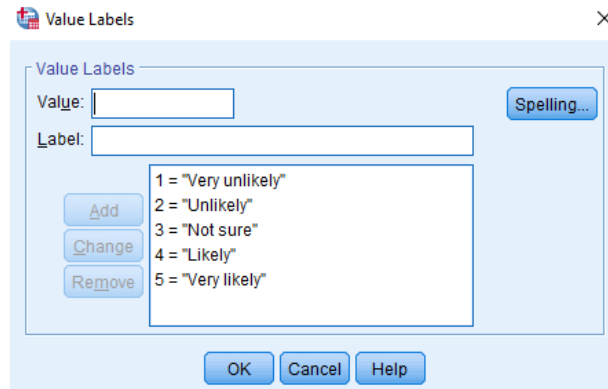 Value Labels
Value Labels
Value:
Spelling...
Label:
1 = "Very unlikely"
2 = "Unlikely"
3 = "Not sure"
4 = "Likely"
5 = "Very likely"
Add
Change
Remove
OK Cancel Help